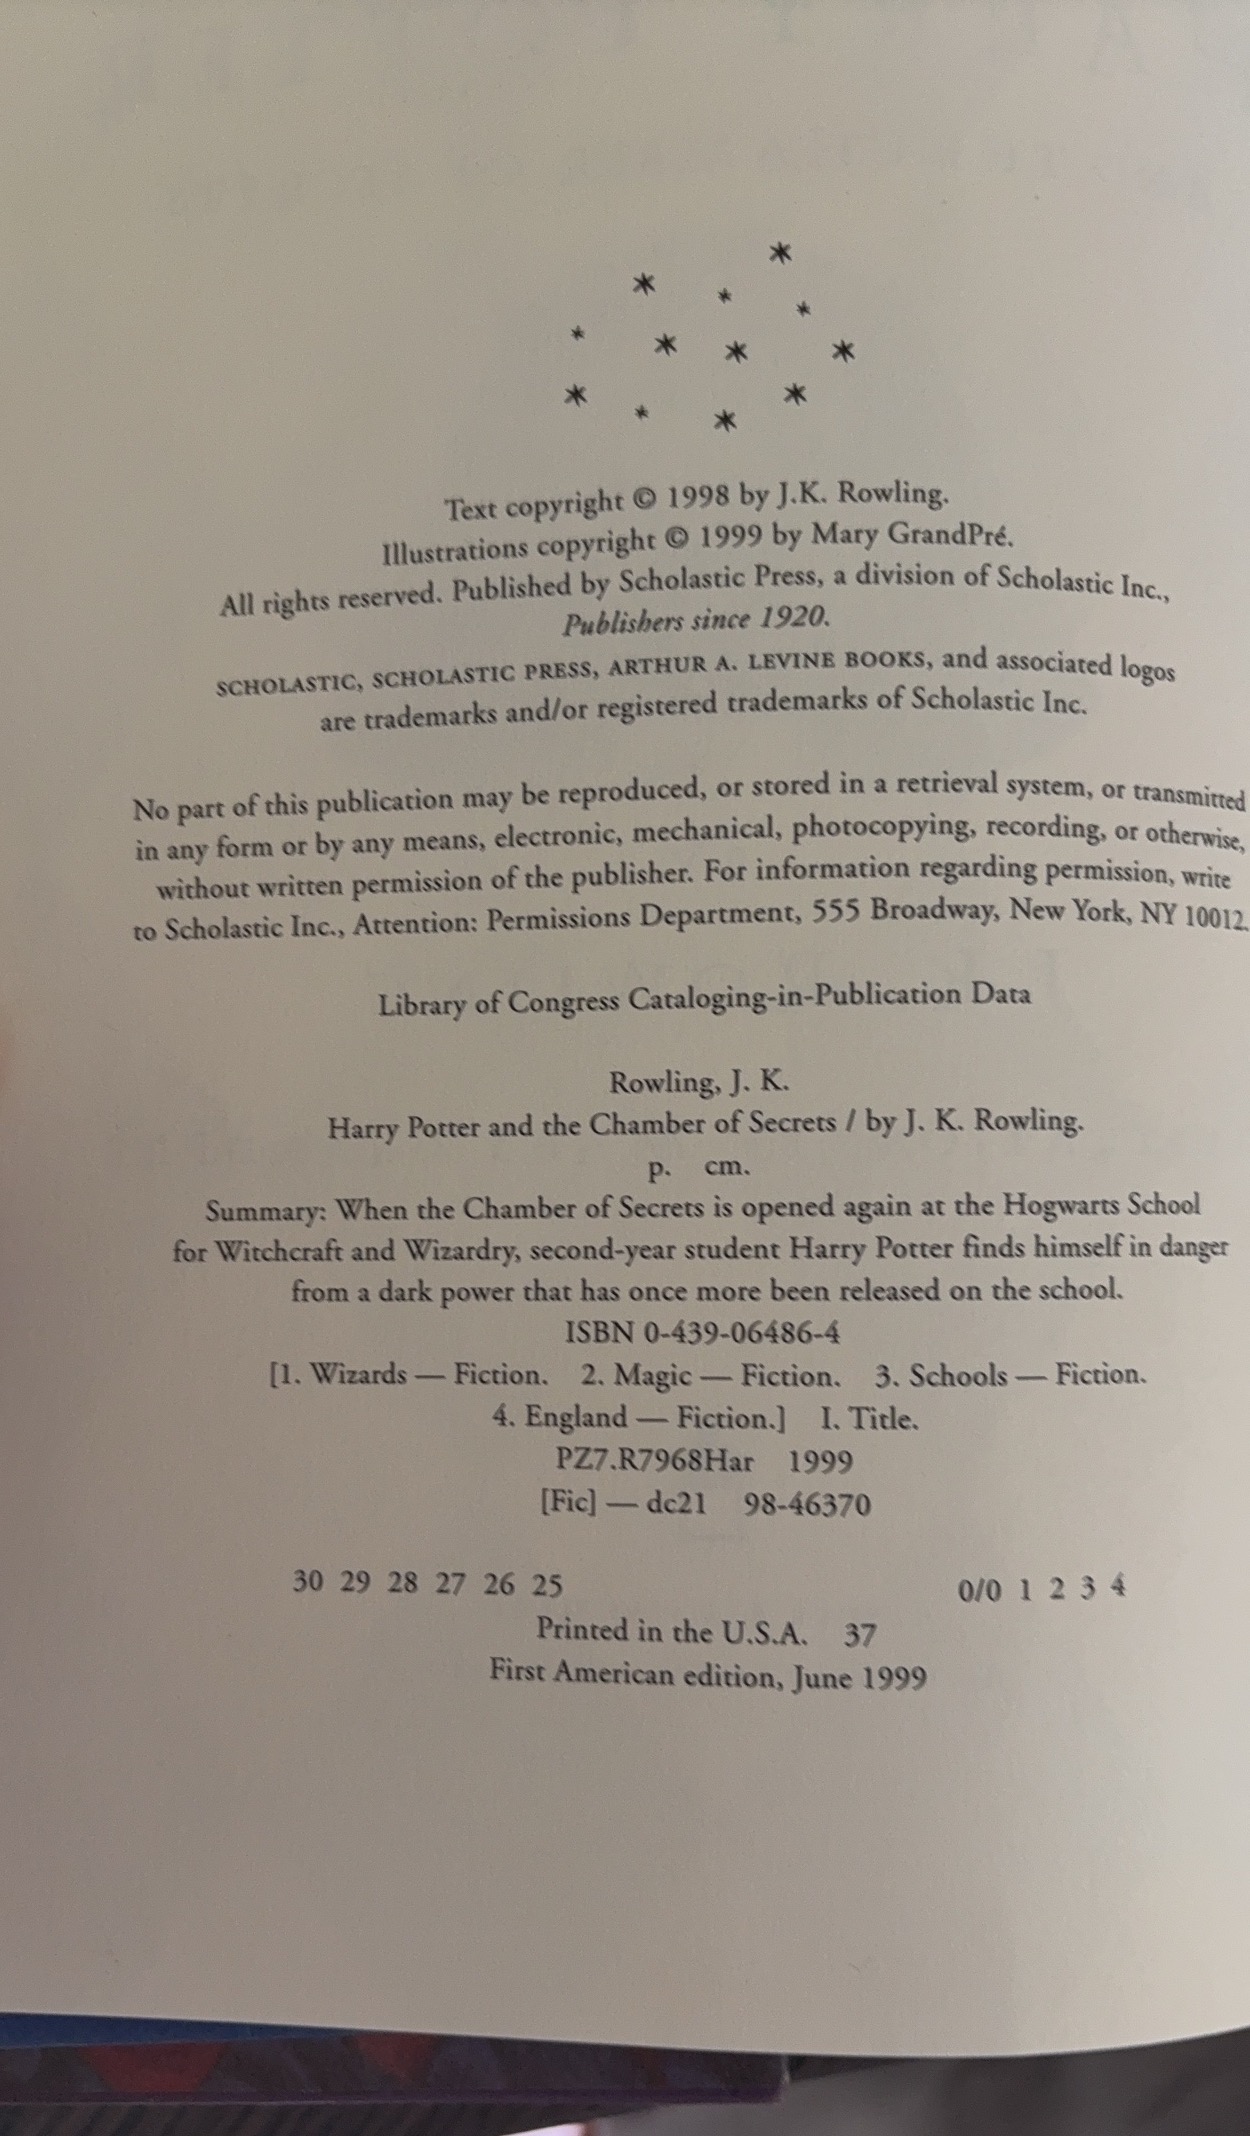 Text copyright © 1998 by J.K. Rowling.
Illustrations copyright © 1999 by Mary GrandPré.
All rights reserved. Published by Scholastic Press, a division of Scholastic Inc.,
Publishers since 1920.
SCHOLASTIC, SCHOLASTIC PRESS, ARTHUR A. LEVINE BOOKS, and associated logos
are trademarks and/or registered trademarks of Scholastic Inc.
No part of this publication may be reproduced, or stored in a retrieval system, or transmitted
in any form or by any means, electronic, mechanical, photocopying, recording, or otherwise,
without written permission of the publisher. For information regarding permission, write
to Scholastic Inc., Attention: Permissions Department, 555 Broadway, New York, NY 10012.
Library of Congress Cataloging-in-Publication Data
Rowling, J. K.
Harry Potter and the Chamber of Secrets / by J. K. Rowling.
p. cm.
Summary: When the Chamber of Secrets is opened again at the Hogwarts School
for Witchcraft and Wizardry, second-year student Harry Potter finds himself in danger
from a dark power that has once more been released on the school.
ISBN 0-439-06486-4
[1. Wizards — Fiction. 2. Magic — Fiction. 3. Schools — Fiction.
4. England — Fiction.] I. Title.
PZ7.R7968Har 1999
[Fic] — dc21 98-46370
30 29 28 27 26 25 0/0 1 2 3 4
Printed in the U.S.A. 37
First American edition, June 1999